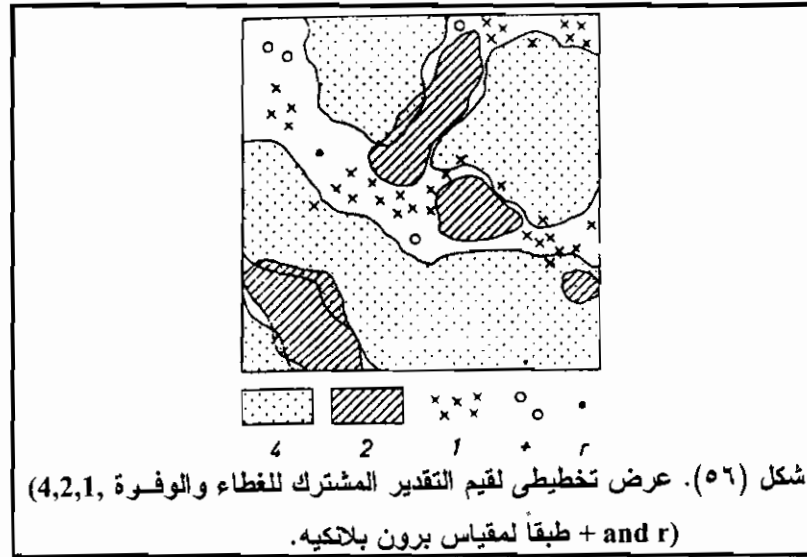 4 2 1 + r
شكل (٥٦). عرض تخطيطى لقيم التقدير المشترك للغطاء والوفـوة (4,2,1,
+ and r) طبقاً لمقياس برون بلانكيه.